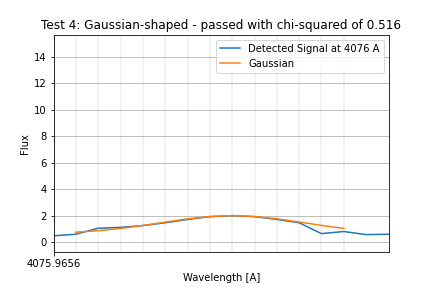 Test 4: Gaussian-shaped - passed with chi-squared of 0.516
Detected Signal at 4076 A
Gaussian
14
12
10
8
6
4
2
0
Flux
4075.9656
Wavelength [A]